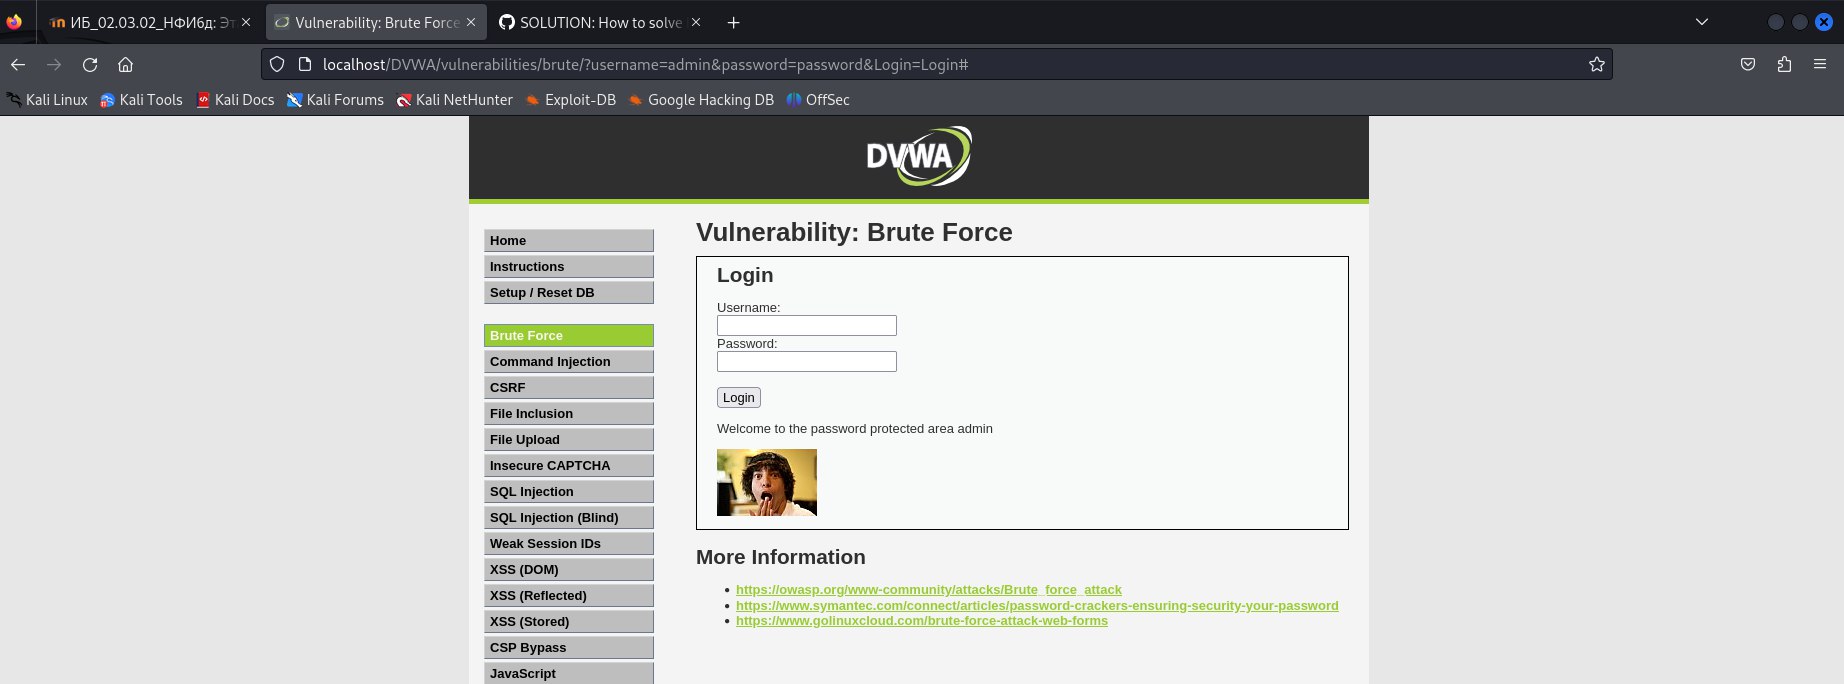 ИБ_02.03.02_НФИбд: Эт
Vulnerability: Brute Force
SOLUTION: How to solve
localhost/DVWA/vulnerabilities/brute/?username=admin&password=password&Login=Login#
Kali Linux Kali Tools Kali Docs Kali Forums Kali NetHunter Exploit-DB Google Hacking DB OffSec
DVWA
Home
Instructions
Setup / Reset DB
Brute Force
Command Injection
CSRF
File Inclusion
File Upload
Insecure CAPTCHA
SQL Injection
SQL Injection (Blind)
Weak Session IDs
XSS (DOM)
XSS (Reflected)
XSS (Stored)
CSP Bypass
JavaScript
Vulnerability: Brute Force
Login
Username:
Password:
Login
Welcome to the password protected area admin
More Information
https://owasp.org/www-community/attacks/Brute_force_attack
https://www.symantec.com/connect/articles/password-crackers-ensuring-security-your-password
https://www.golinuxcloud.com/brute-force-attack-web-forms